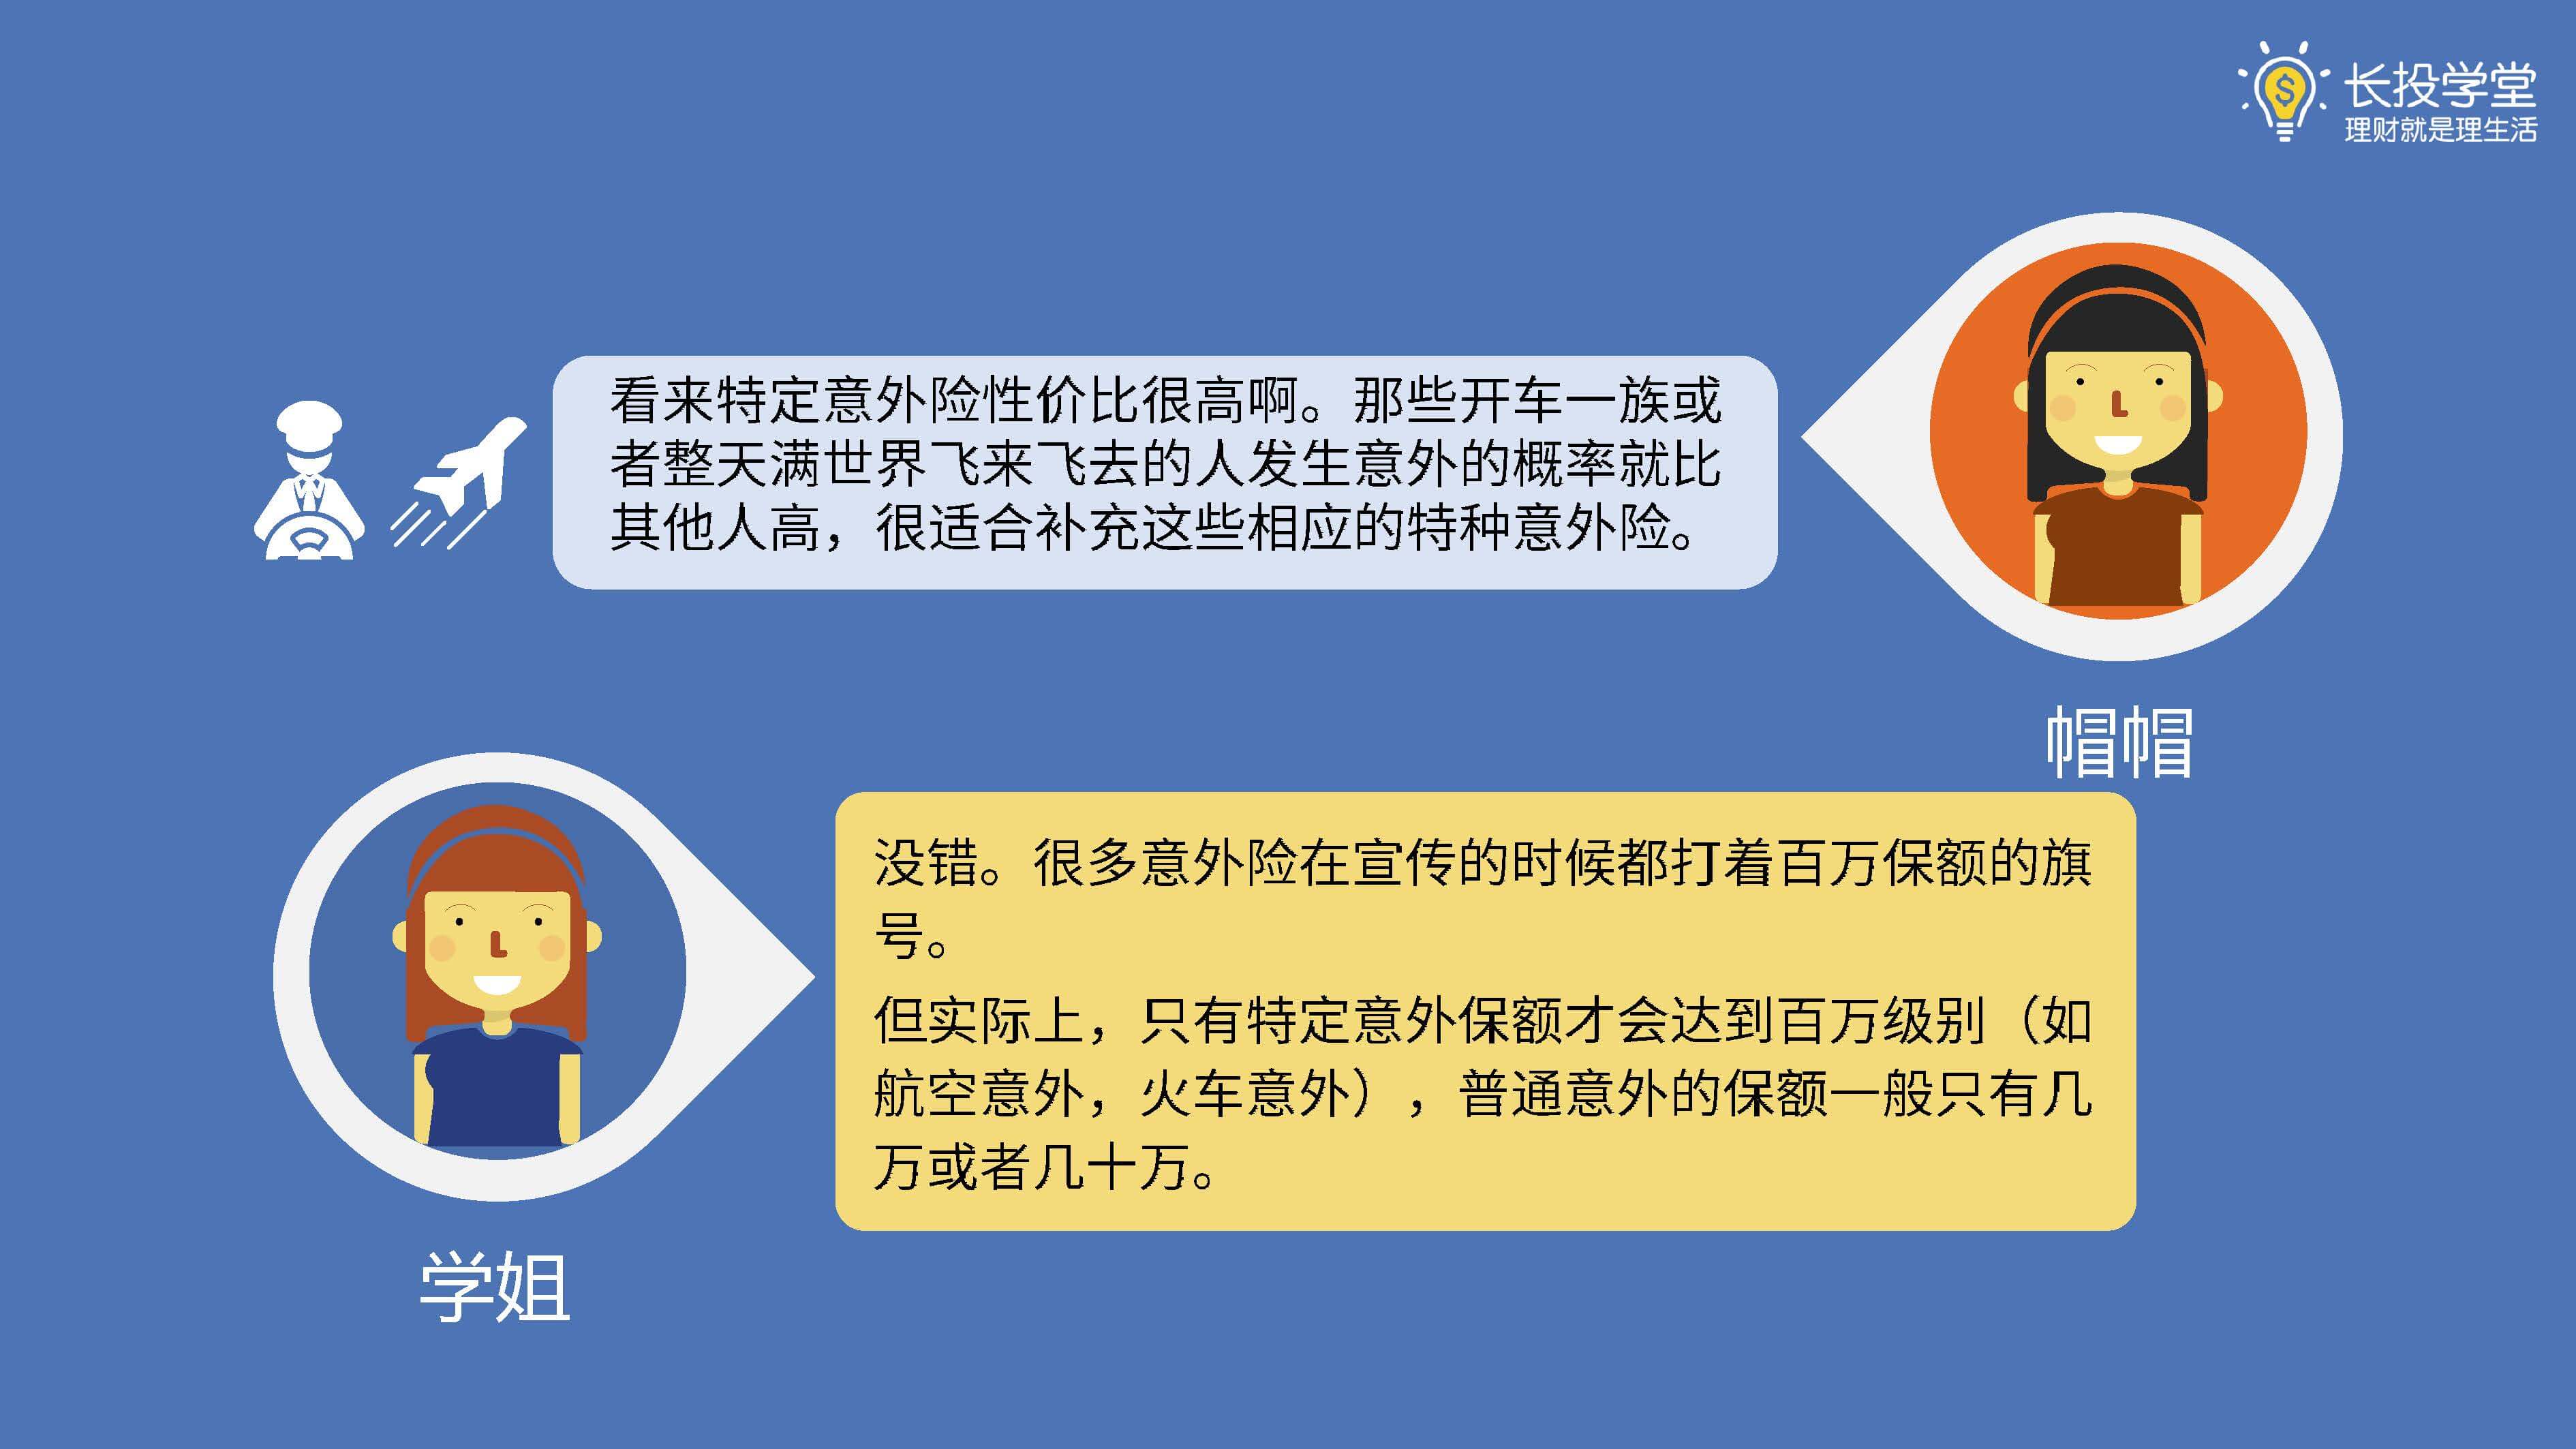 长投学堂
理财就是理生活
看来特定意外险性价比很高啊。那些开车一族或
者整天满世界飞来飞去的人发生意外的概率就比
其他人高，很适合补充这些相应的特种意外险。
帽帽
没错。很多意外险在宣传的时候都打着百万保额的旗
号。
但实际上，只有特定意外保额才会达到百万级别（如
航空意外，火车意外），普通意外的保额一般只有几
万或者几十万。
学姐